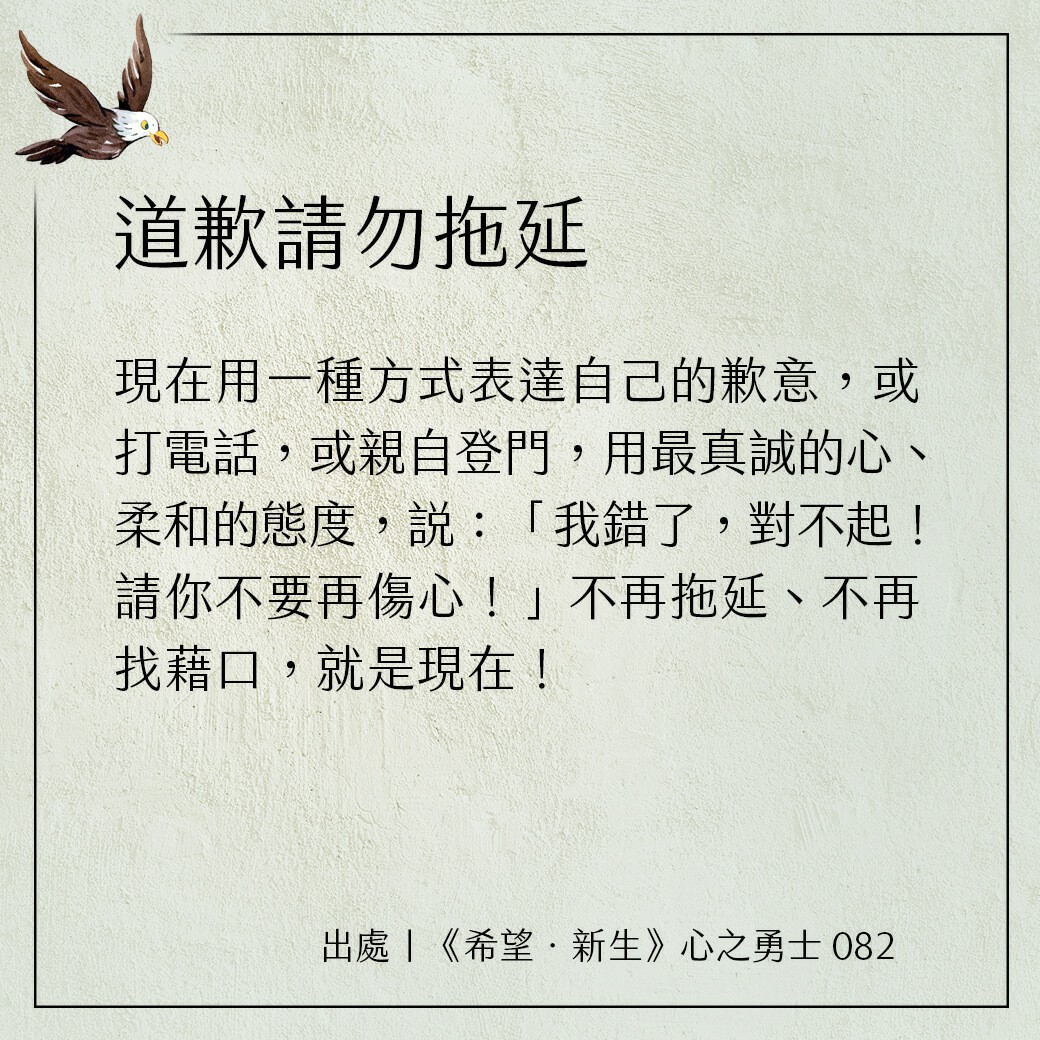 道歉請勿拖延
現在用一種方式表達自己的歉意，或
打電話，或親自登門，用最真誠的心、
柔和的態度，説：「我錯了，對不起！
請你不要再傷心！」不再拖延、不再
找藉口，就是現在！
出處｜《希望．新生》心之勇士 082